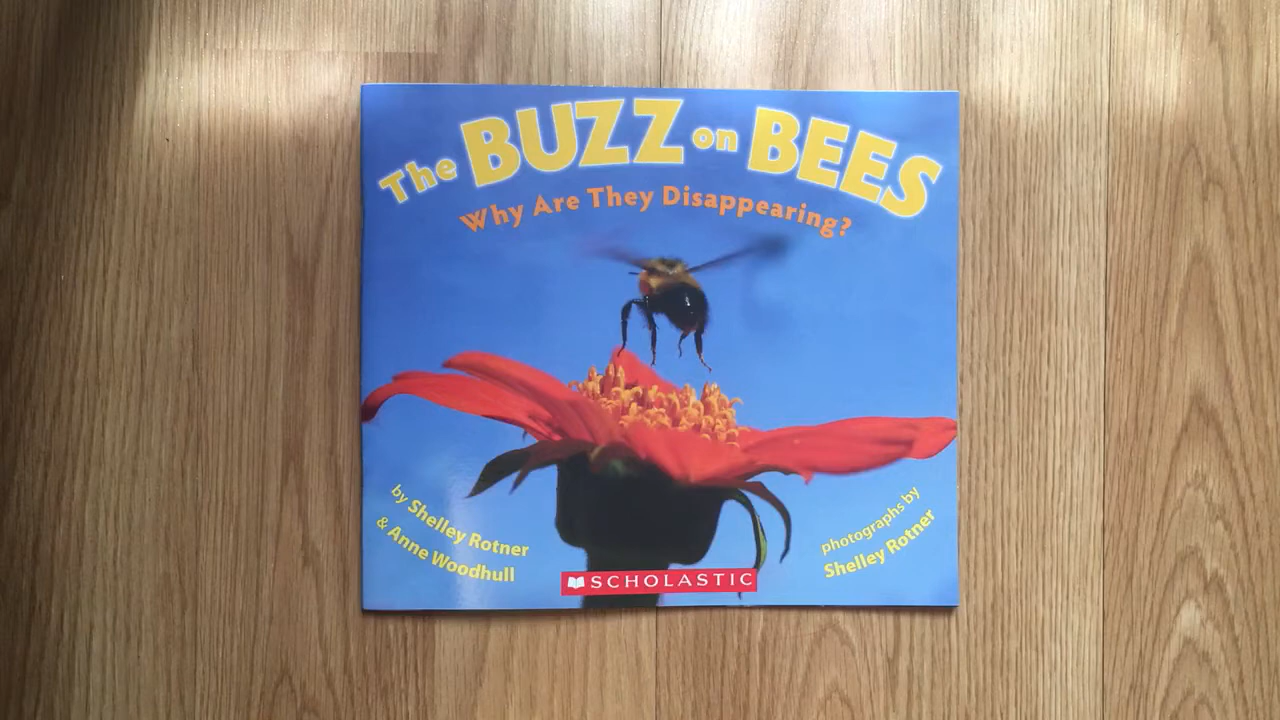 The BUZZ on BEES
Why Are They Disappearing?
by Shelley Rotner
& Anne Woodhull
photographs by
Shelley Rotner
SCHOLASTIC